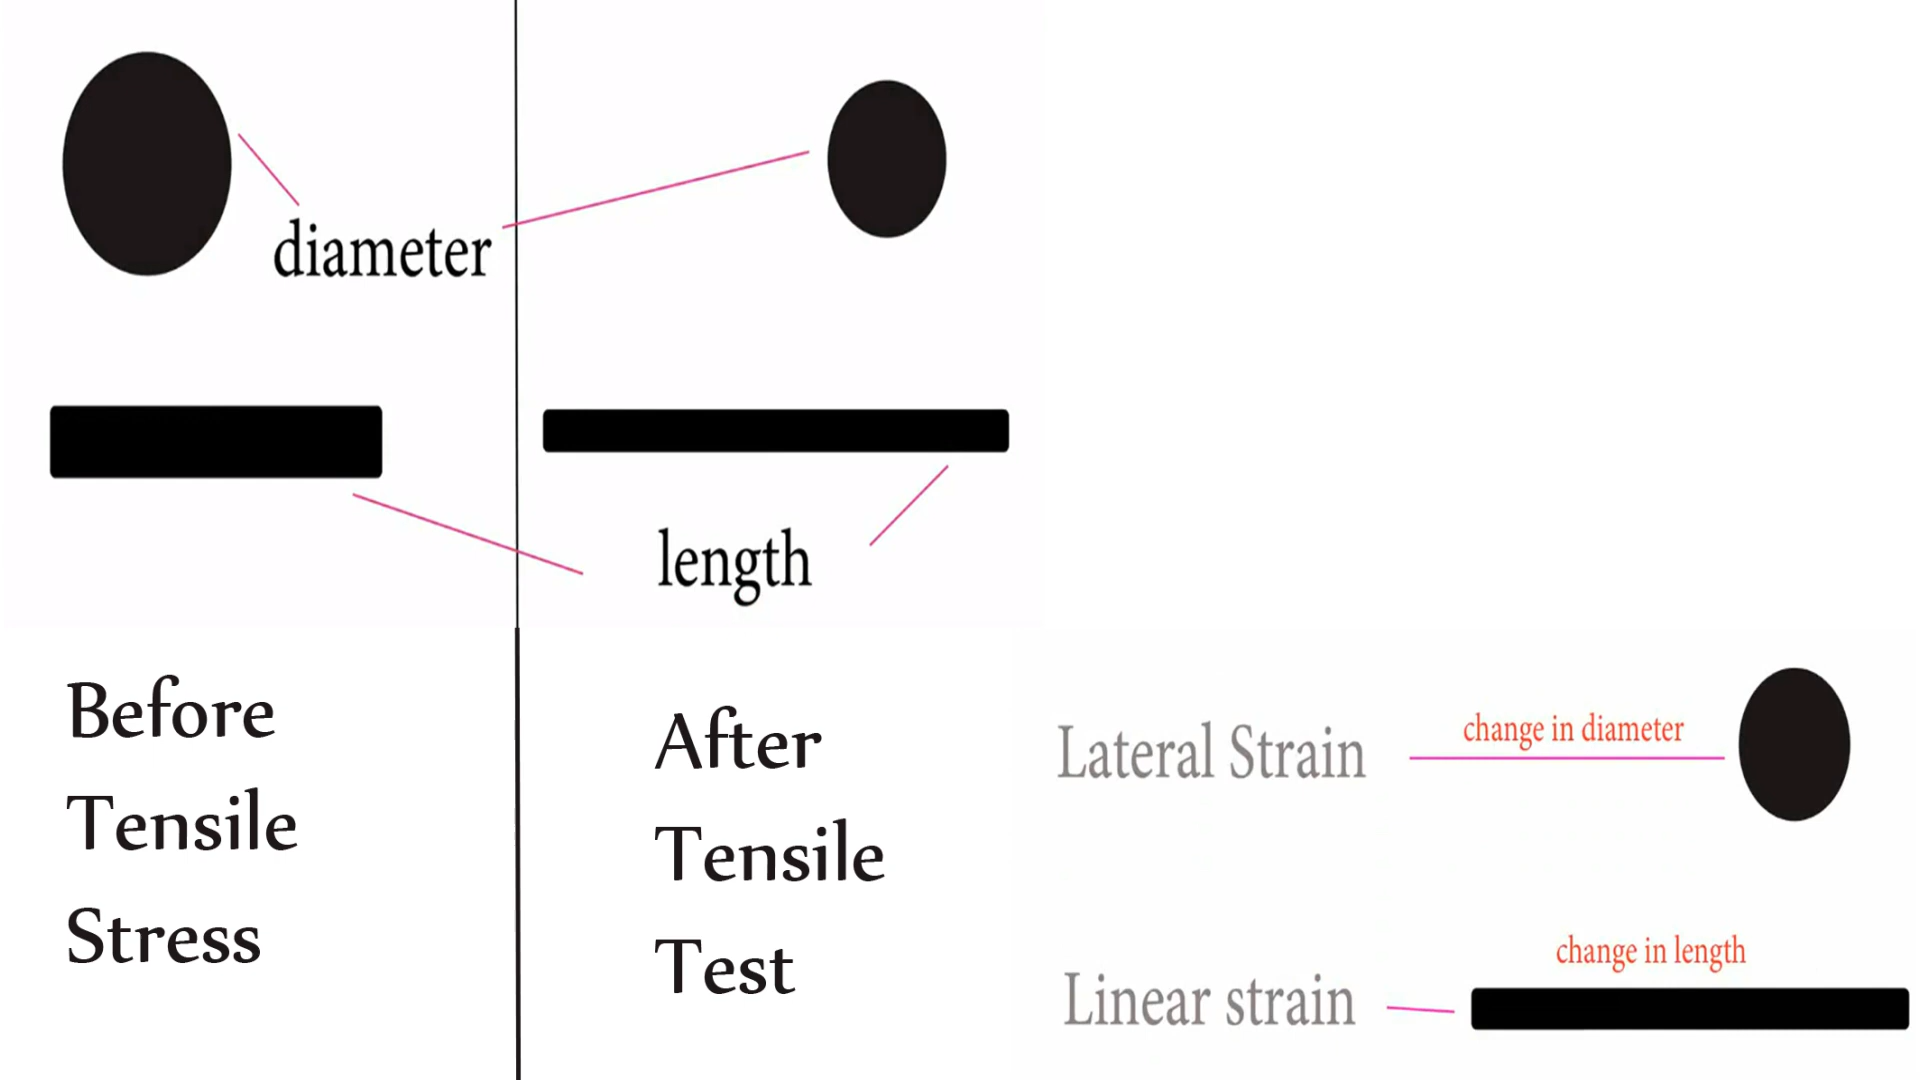 diameter
length
Before
Tensile
Stress
After
Tensile
Test
Lateral Strain
change in diameter
Linear strain
change in length